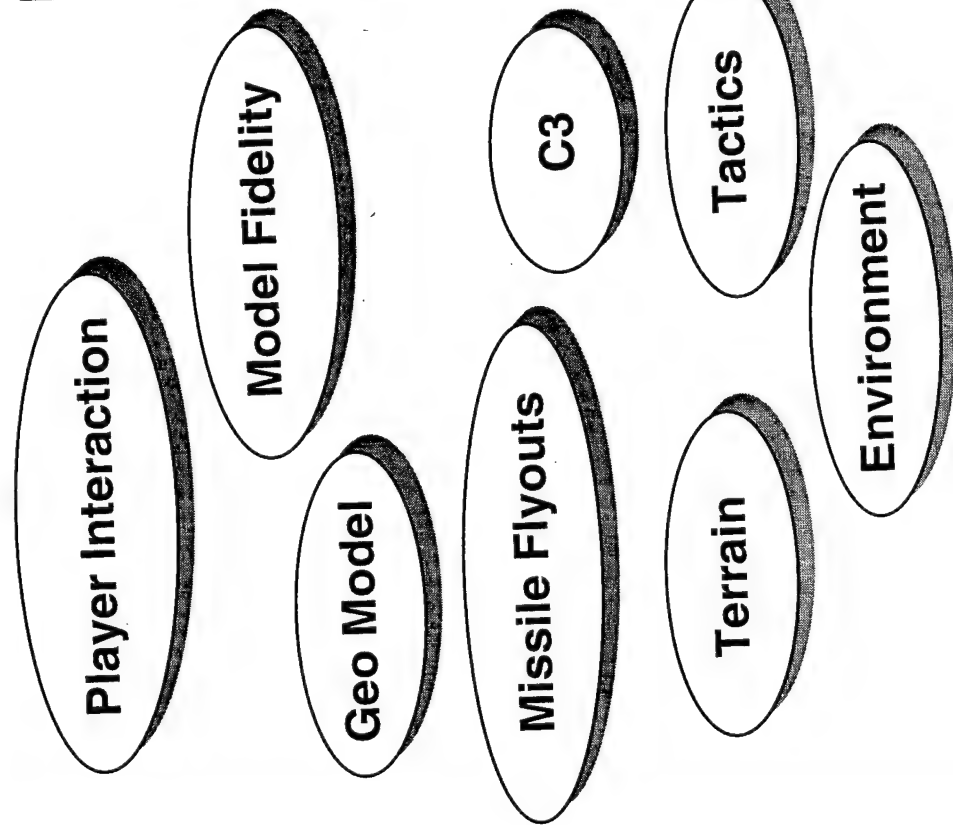 Player Interaction
Model Fidelity
Geo Model
Missile Flyouts
C3
Terrain
Tactics
Environment